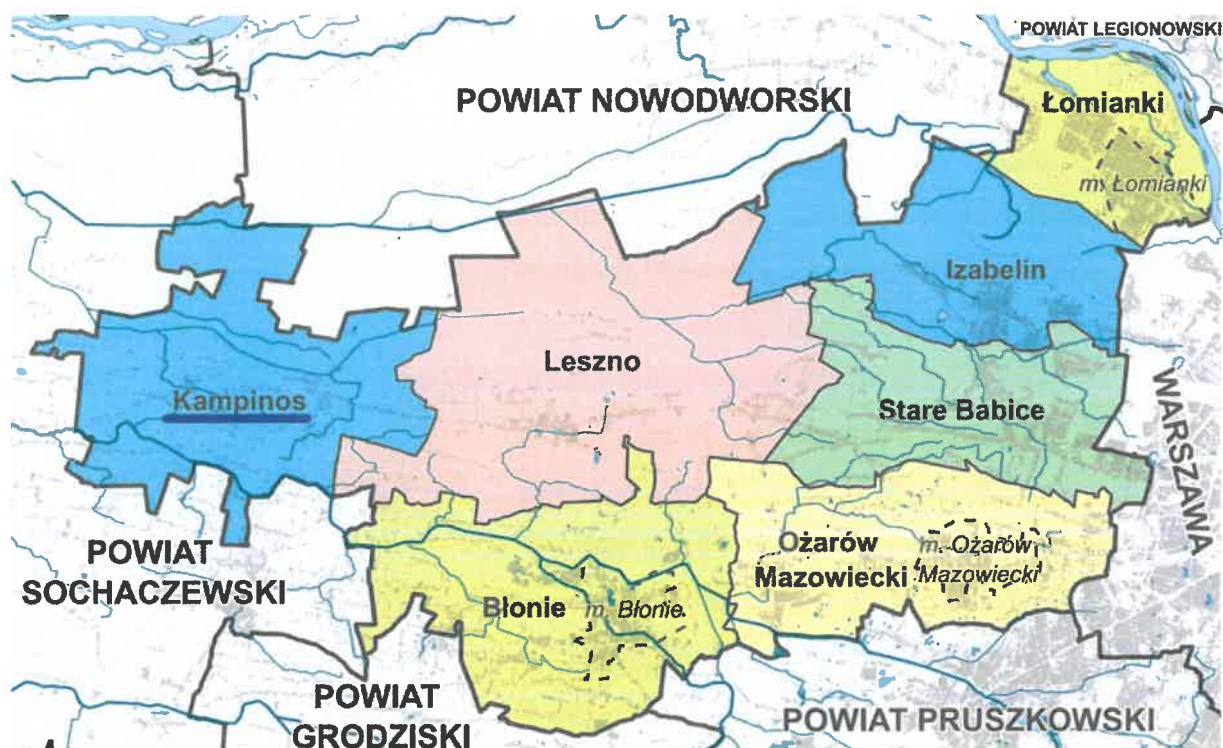 POWIAT LEGIONOWSKI
POWIAT NOWODWORSKI
Łomianki
m. Łomianki
Izabelin
Leszno
Kampinos
Stare Babice
WARSZAWA
POWIAT
SOCHACZEWSKI
Ożarów
Mazowiecki
m. Ożarów
Mazowiecki
Błonie
m. Błonie
POWIAT
GRODZISKI
POWIAT PRUSZKOWSKI